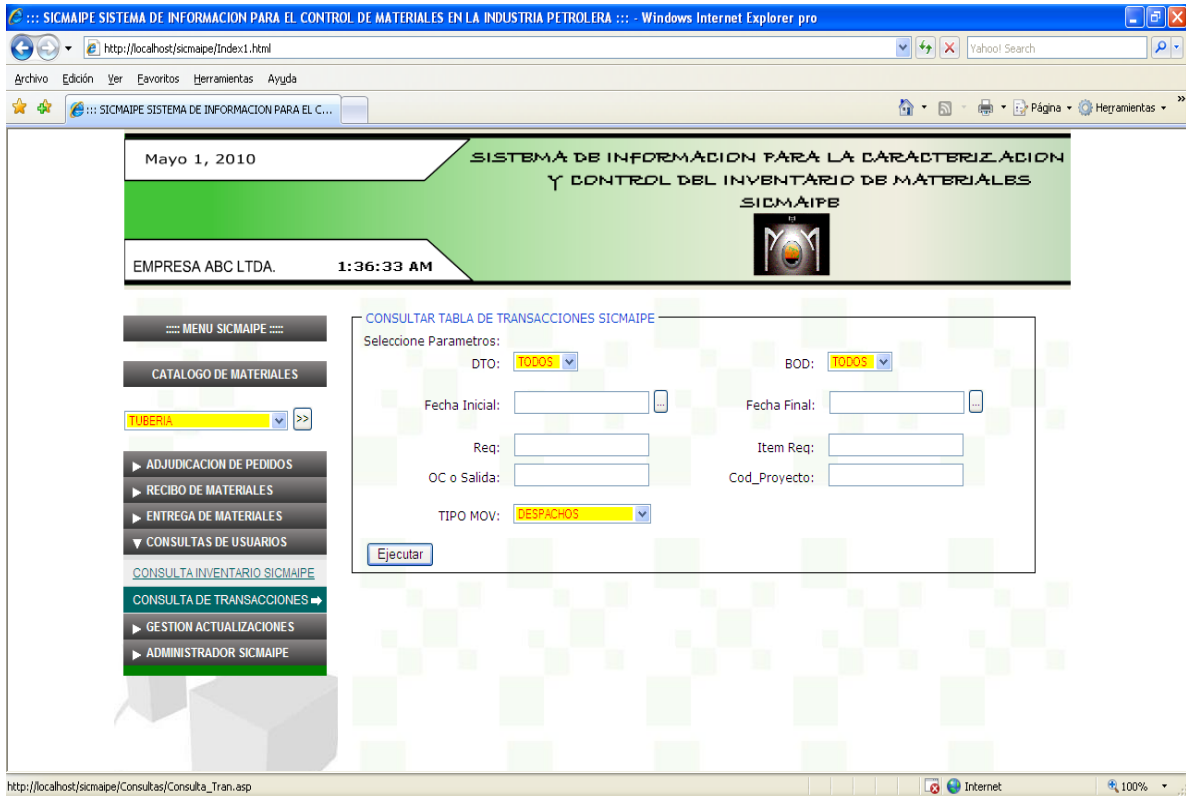 ::: SICMAIPE SISTEMA DE INFORMACION PARA EL CONTROL DE MATERIALES EN LA INDUSTRIA PETROLERA ::: - Windows Internet Explorer pro
http://localhost/sicmaipe/Index1.html
Yahoo! Search
Archivo Edición Ver Favoritos Herramientas Ayuda
::: SICMAIPE SISTEMA DE INFORMACION PARA EL C...
Página Herramientas »
Mayo 1, 2010
SISTEMA DE INFORMACION PARA LA CARACTERIZACION
Y CONTROL DEL INVENTARIO DE MATERIALES
SICMAIPE
EMPRESA ABC LTDA. 1:36:33 AM
::::: MENU SICMAIPE :::::
CATALOGO DE MATERIALES
TUBERIA >>
ADJUDICACION DE PEDIDOS
RECIBO DE MATERIALES
ENTREGA DE MATERIALES
CONSULTAS DE USUARIOS
CONSULTA INVENTARIO SICMAIPE
CONSULTA DE TRANSACCIONES
GESTION ACTUALIZACIONES
ADMINISTRADOR SICMAIPE
CONSULTAR TABLA DE TRANSACCIONES SICMAIPE
Seleccione Parametros:
DTO: TODOS BOD: TODOS
Fecha Inicial: ... Fecha Final: ...
Req: Item Req:
OC o Salida: Cod_Proyecto:
TIPO MOV: DESPACHOS
Ejecutar
http://localhost/sicmaipe/Consultas/Consulta_Tran.asp
Internet 100%